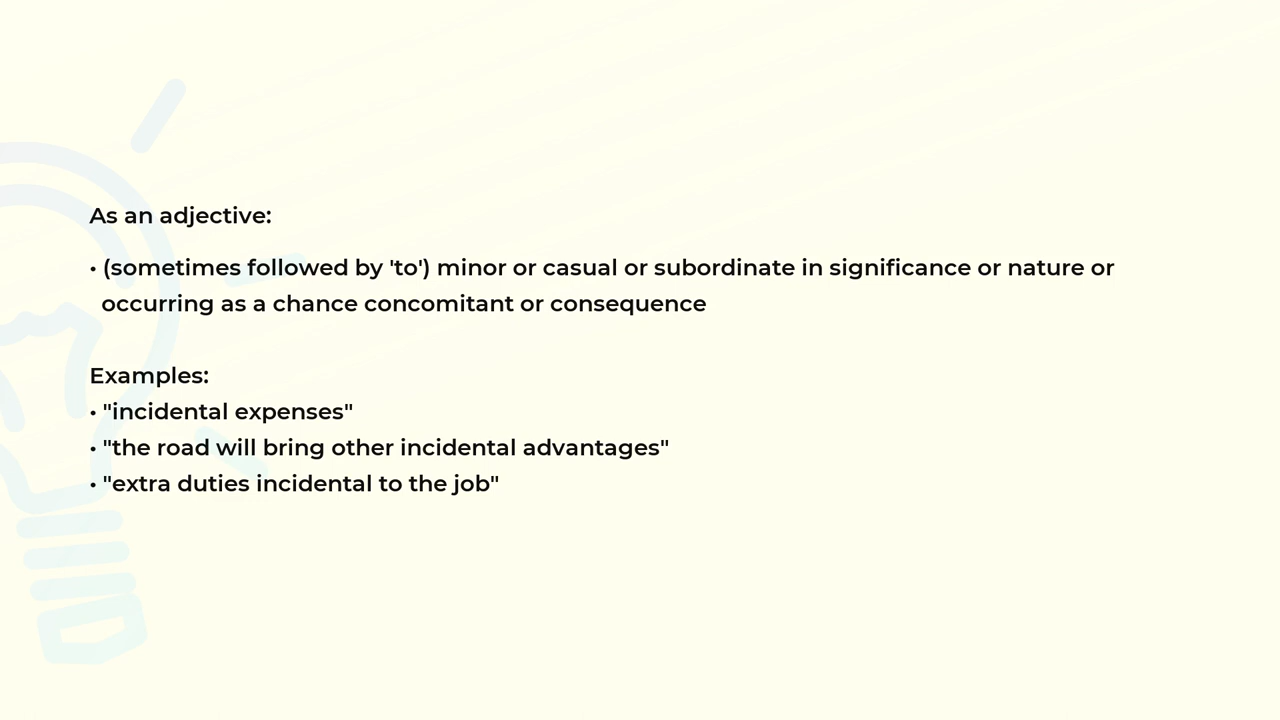 As an adjective:
• (sometimes followed by 'to') minor or casual or subordinate in significance or nature or
occurring as a chance concomitant or consequence
Examples:
• "incidental expenses"
• "the road will bring other incidental advantages"
• "extra duties incidental to the job"